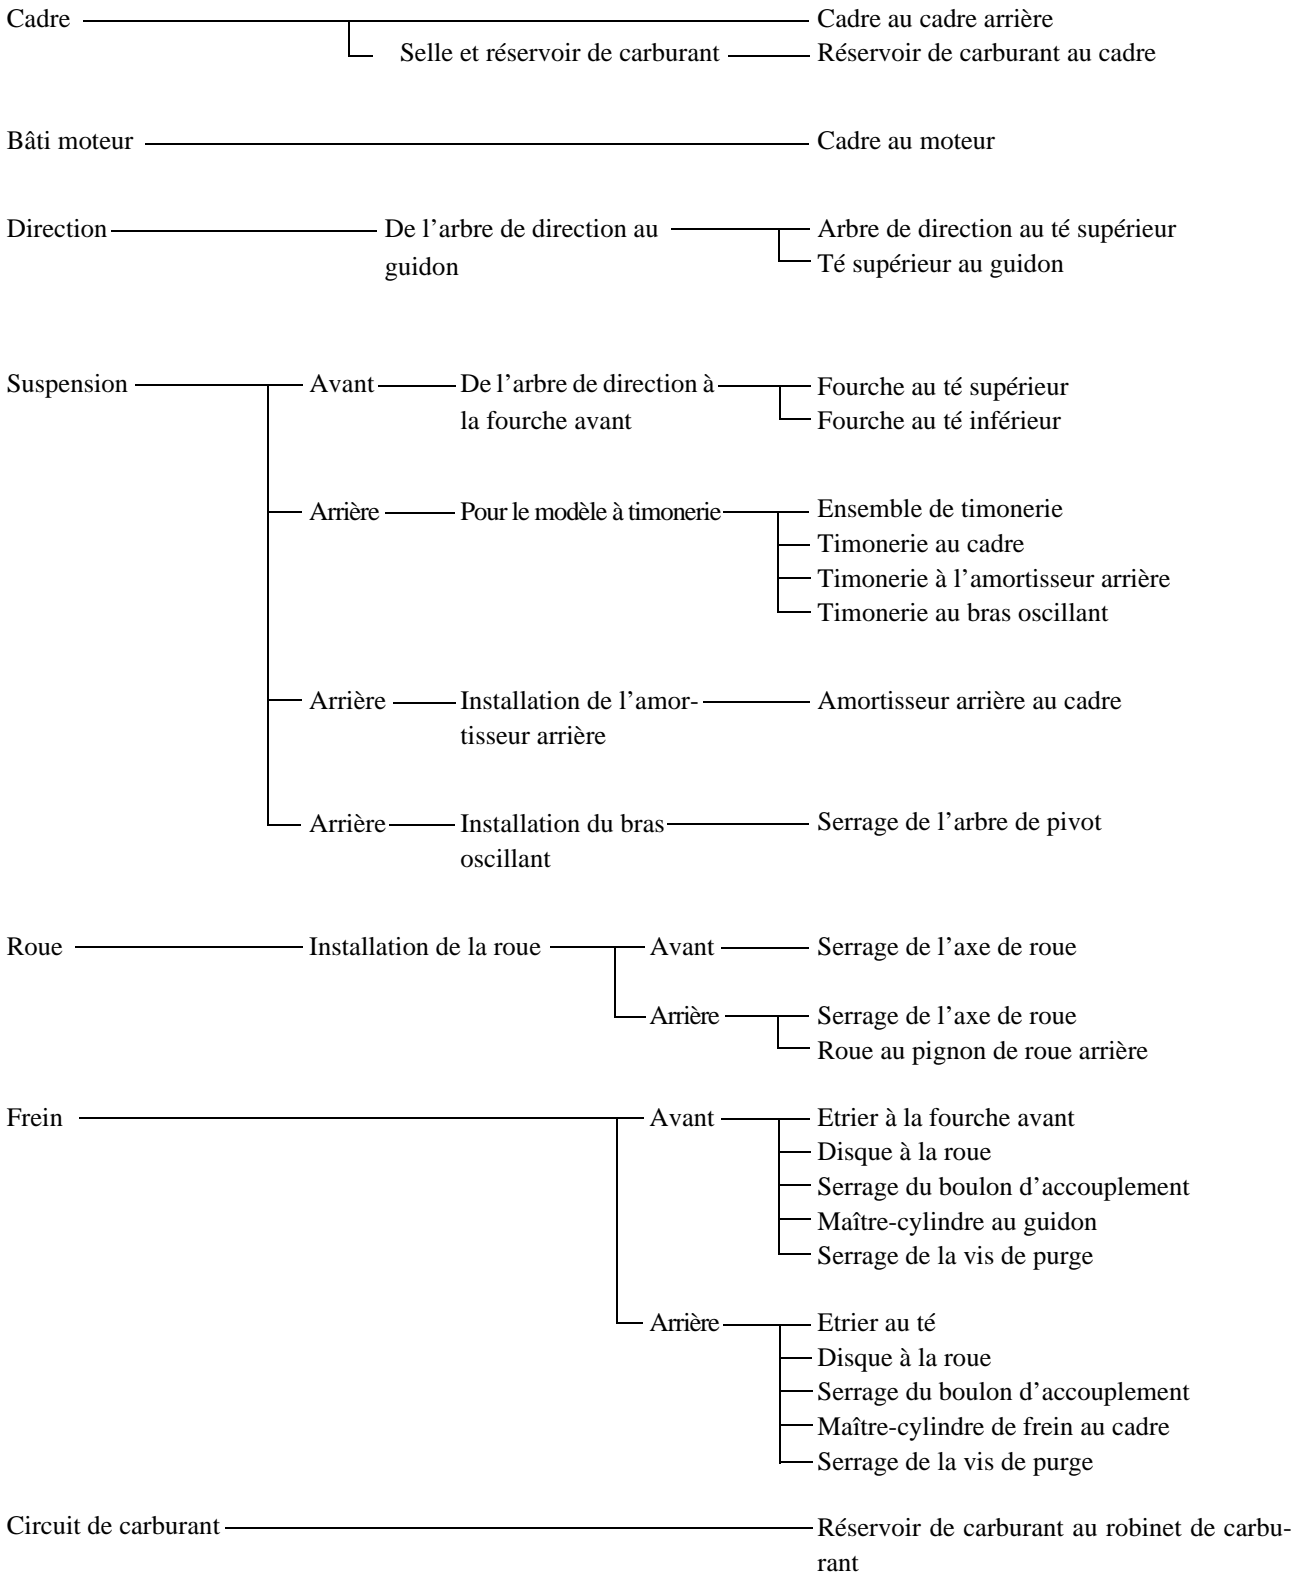 Cadre Cadre au cadre arrière
Selle et réservoir de carburant Réservoir de carburant au cadre
Bâti moteur Cadre au moteur
Direction De l’arbre de direction au Arbre de direction au té supérieur
guidon Té supérieur au guidon
Suspension Avant De l’arbre de direction à Fourche au té supérieur
la fourche avant Fourche au té inférieur
Arrière Pour le modèle à timonerie Ensemble de timonerie
Timonerie au cadre
Timonerie à l’amortisseur arrière
Timonerie au bras oscillant
Arrière Installation de l’amor- Amortisseur arrière au cadre
tisseur arrière
Arrière Installation du bras Serrage de l’arbre de pivot
oscillant
Roue Installation de la roue Avant Serrage de l’axe de roue
Arrière Serrage de l’axe de roue
Roue au pignon de roue arrière
Frein Avant Etrier à la fourche avant
Disque à la roue
Serrage du boulon d’accouplement
Maître-cylindre au guidon
Serrage de la vis de purge
Arrière Etrier au té
Disque à la roue
Serrage du boulon d’accouplement
Maître-cylindre de frein au cadre
Serrage de la vis de purge
Circuit de carburant Réservoir de carburant au robinet de carbu-
rant